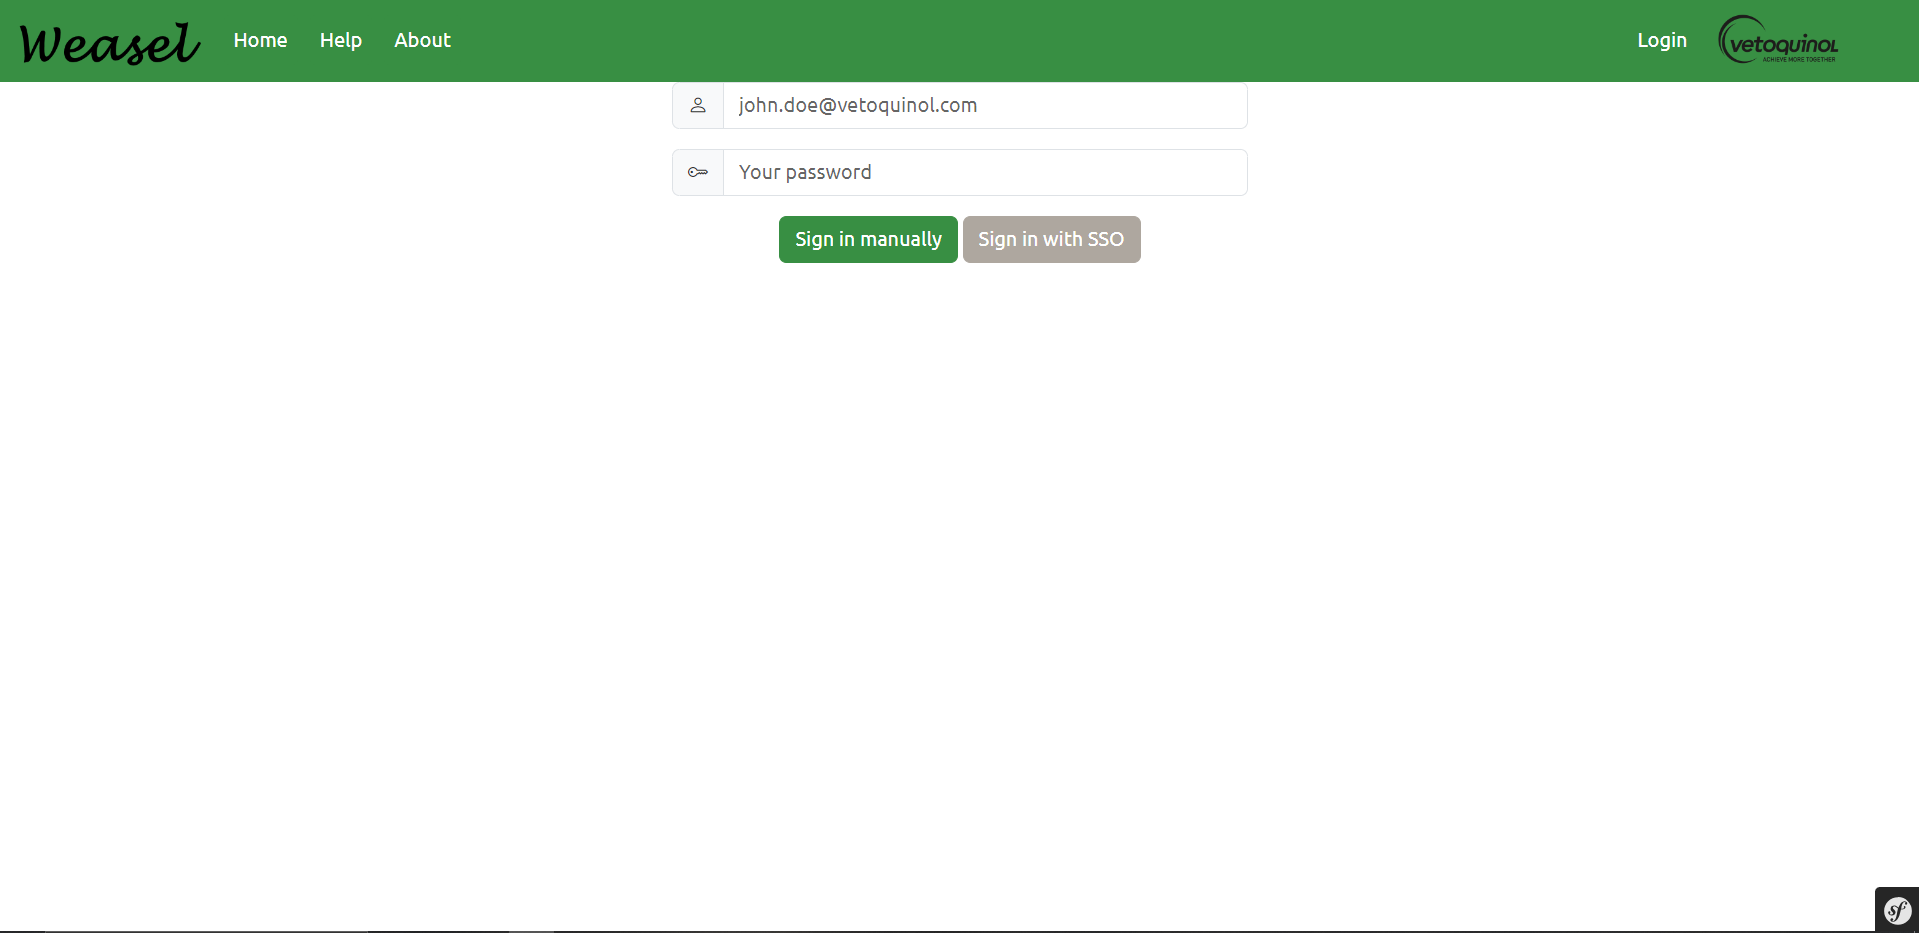 Weasel Home Help About Login vetoquinol
ACHIEVE MORE TOGETHER
john.doe@vetoquinol.com
Your password
Sign in manually Sign in with SSO
sf